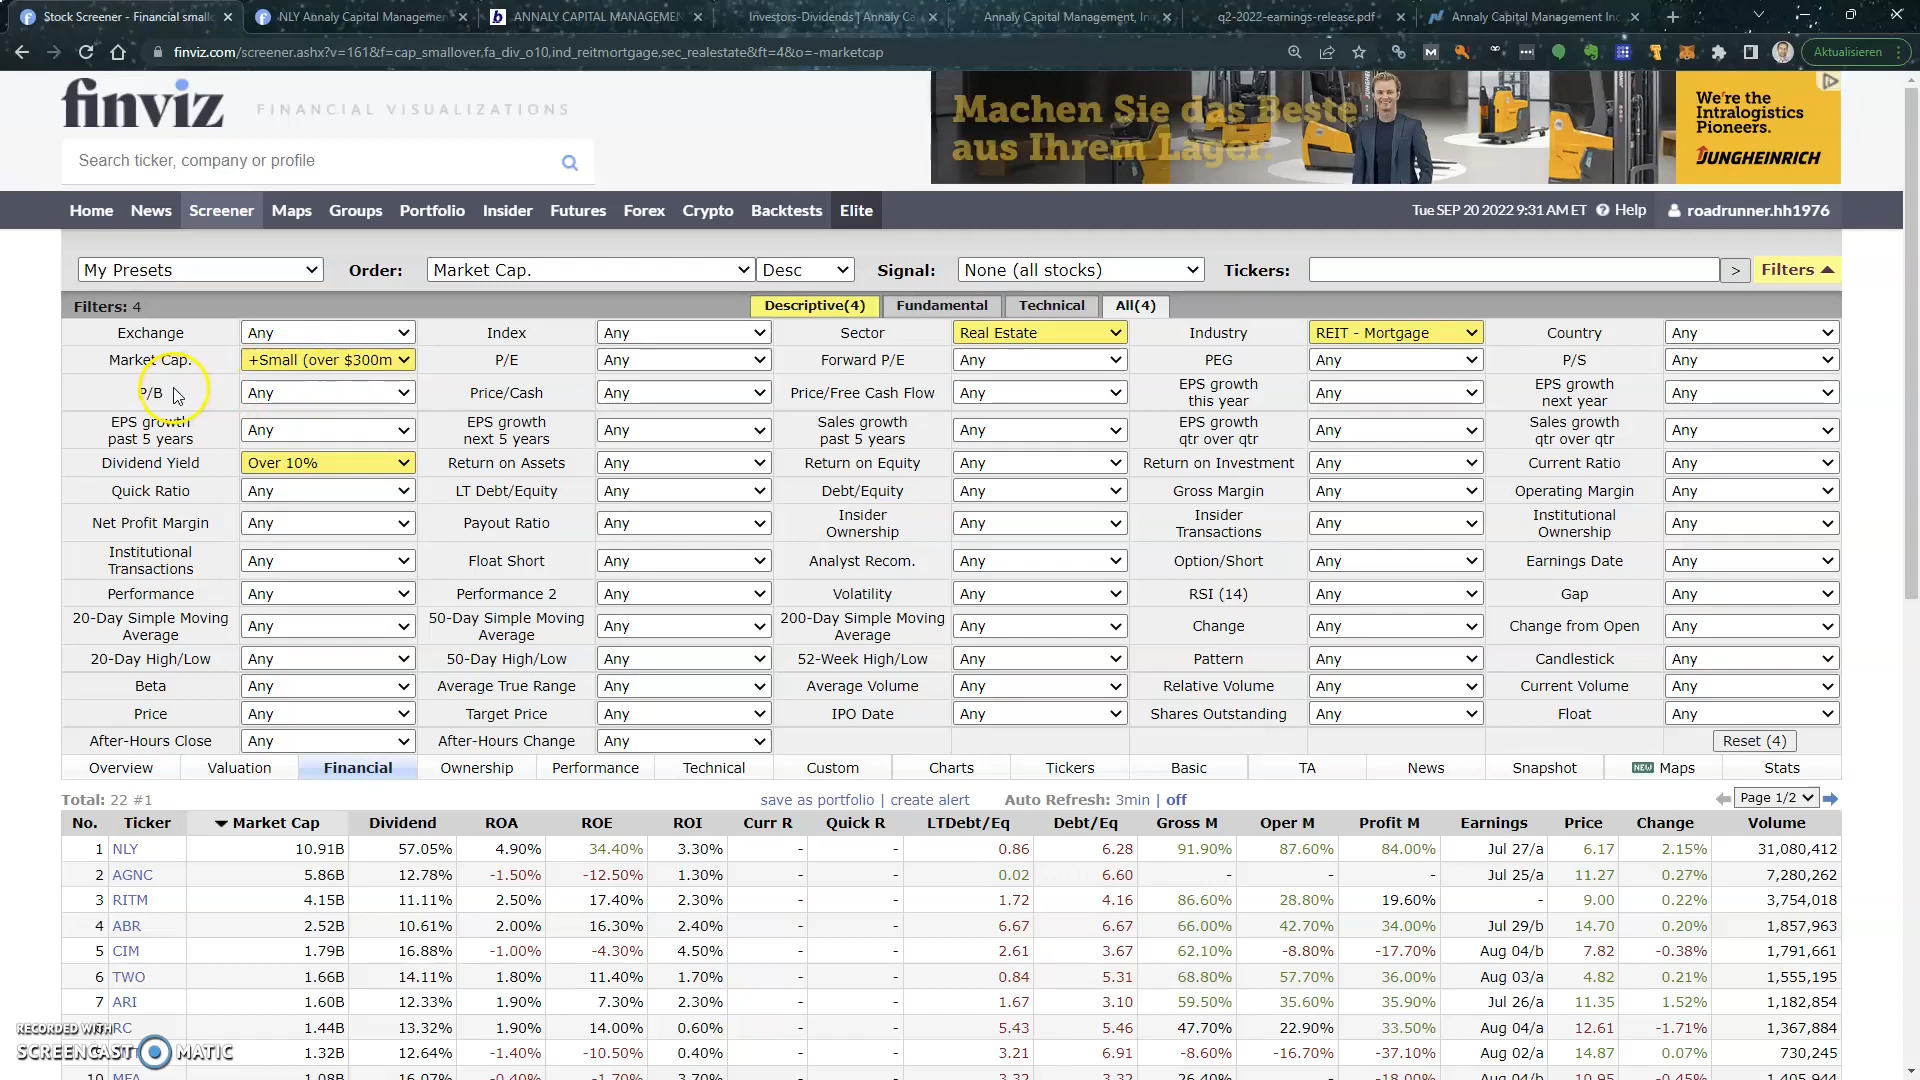 Stock Screener - Financial small
NLY Annaly Capital Management
ANNALY CAPITAL MANAGEMEN
Investors-Dividends | Annaly Ca
Annaly Capital Management, In
q2-2022-earnings-release.pdf
Annaly Capital Management Inc
finviz.com/screener.ashx?v=161&f=cap_smallover,fa_div_o10,ind_reitmortgage,sec_realestate&ft=4&o=-marketcap
Aktualisieren
finviz FINANCIAL VISUALIZATIONS
Machen Sie das Beste
aus Ihrem Lager.
We're the
Intralogistics
Pioneers.
JUNGHEINRICH
Search ticker, company or profile
Home News Screener Maps Groups Portfolio Insider Futures Forex Crypto Backtests Elite
Tue SEP 20 2022 9:31 AM ET Help roadrunner.hh1976
My Presets Order: Market Cap. Desc Signal: None (all stocks) Tickers: > Filters
Filters: 4 Descriptive(4) Fundamental Technical All(4)
Exchange Any Index Any Sector Real Estate Industry REIT - Mortgage Country Any
Market Cap. +Small (over $300m P/E Any Forward P/E Any PEG Any P/S Any
P/B Any Price/Cash Any Price/Free Cash Flow Any EPS growth this year Any EPS growth next year Any
EPS growth past 5 years Any EPS growth next 5 years Any Sales growth past 5 years Any EPS growth qtr over qtr Any Sales growth qtr over qtr Any
Dividend Yield Over 10% Return on Assets Any Return on Equity Any Return on Investment Any Current Ratio Any
Quick Ratio Any LT Debt/Equity Any Debt/Equity Any Gross Margin Any Operating Margin Any
Net Profit Margin Any Payout Ratio Any Insider Ownership Any Insider Transactions Any Institutional Ownership Any
Institutional Transactions Any Float Short Any Analyst Recom. Any Option/Short Any Earnings Date Any
Performance Any Performance 2 Any Volatility Any RSI (14) Any Gap Any
20-Day Simple Moving Average Any 50-Day Simple Moving Average Any 200-Day Simple Moving Average Any Change Any Change from Open Any
20-Day High/Low Any 50-Day High/Low Any 52-Week High/Low Any Pattern Any Candlestick Any
Beta Any Average True Range Any Average Volume Any Relative Volume Any Current Volume Any
Price Any Target Price Any IPO Date Any Shares Outstanding Any Float Any
After-Hours Close Any After-Hours Change Any Reset (4)
Overview Valuation Financial Ownership Performance Technical Custom Charts Tickers Basic TA News Snapshot NEW Maps Stats
Total: 22 #1 save as portfolio | create alert Auto Refresh: 3min | off Page 1/2
No. Ticker Market Cap Dividend ROA ROE ROI Curr R Quick R LTDebt/Eq Debt/Eq Gross M Oper M Profit M Earnings Price Change Volume
1 NLY 10.91B 57.05% 4.90% 34.40% 3.30% - - 0.86 6.28 91.90% 87.60% 84.00% Jul 27/a 6.17 2.15% 31,080,412
2 AGNC 5.86B 12.78% -1.50% -12.50% 1.30% - - 0.02 6.60 - - - Jul 25/a 11.27 0.27% 7,280,262
3 RITM 4.15B 11.11% 2.50% 17.40% 2.30% - - 1.72 4.16 86.60% 28.80% 19.60% - 9.00 0.22% 3,754,018
4 ABR 2.52B 10.61% 2.00% 16.30% 2.40% - - 6.67 6.67 66.00% 42.70% 34.00% Jul 29/b 14.70 0.20% 1,857,963
5 CIM 1.79B 16.88% -1.00% -4.30% 4.50% - - 2.61 3.67 62.10% -8.80% -17.70% Aug 04/b 7.82 -0.38% 1,791,661
6 TWO 1.66B 14.11% 1.80% 11.40% 1.70% - - 0.84 5.31 68.80% 57.70% 36.00% Aug 03/a 4.82 0.21% 1,555,195
7 ARI 1.60B 12.33% 1.90% 7.30% 2.30% - - 1.67 3.10 59.50% 35.60% 35.90% Jul 26/a 11.35 1.52% 1,182,854
RC 1.44B 13.32% 1.90% 14.00% 0.60% - - 5.43 5.46 47.70% 22.90% 33.50% Aug 04/a 12.61 -1.71% 1,367,884
1.32B 12.64% -1.40% -10.50% 0.40% - - 3.21 6.91 -8.60% -16.70% -37.10% Aug 02/a 14.87 0.07% 730,245
10 MFA 1.08B 16.07% -0.40% -1.70% 3.70% - - 3.32 3.32 26.40% - -18.00% Aug 04/b 10.95 -0.45% 1,405,944
RECORDED WITH
SCREENCAST MATIC